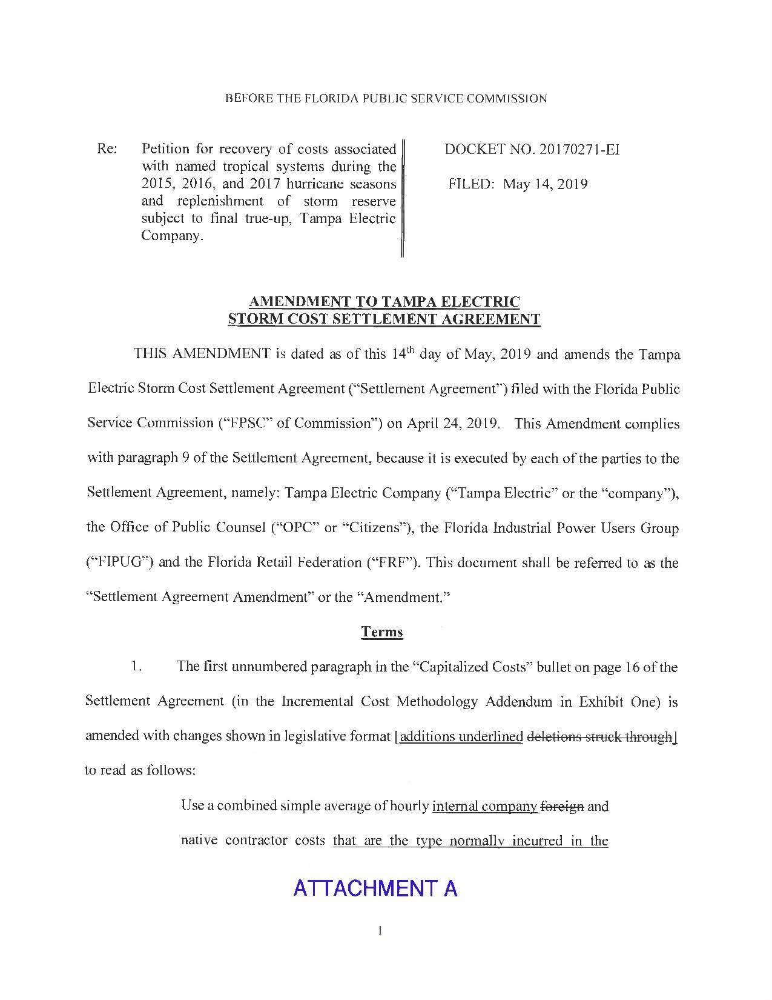 BEFORE THE FLORIDA PUBLIC SERVICE COMMISSION
Re: Petition for recovery of costs associated
with named tropical systems during the
2015, 2016, and 2017 hurricane seasons
and replenishment of storm reserve
subject to final true-up, Tampa Electric
Company.
DOCKET NO. 20170271-EI
FILED: May 14, 2019
AMENDMENT TO TAMPA ELECTRIC
STORM COST SETTLEMENT AGREEMENT
THIS AMENDMENT is dated as of this 14th day of May, 2019 and amends the Tampa
Electric Storm Cost Settlement Agreement (“Settlement Agreement”) filed with the Florida Public
Service Commission (“FPSC” of Commission”) on April 24, 2019. This Amendment complies
with paragraph 9 of the Settlement Agreement, because it is executed by each of the parties to the
Settlement Agreement, namely: Tampa Electric Company (“Tampa Electric” or the “company”),
the Office of Public Counsel (“OPC” or “Citizens”), the Florida Industrial Power Users Group
(“FIPUG”) and the Florida Retail Federation (“FRF”). This document shall be referred to as the
“Settlement Agreement Amendment” or the “Amendment.”
Terms
1. The first unnumbered paragraph in the “Capitalized Costs” bullet on page 16 of the
Settlement Agreement (in the Incremental Cost Methodology Addendum in Exhibit One) is
amended with changes shown in legislative format [additions underlined deletions struck through]
to read as follows:
Use a combined simple average of hourly internal company foreign and
native contractor costs that are the type normally incurred in the
ATTACHMENT A
1